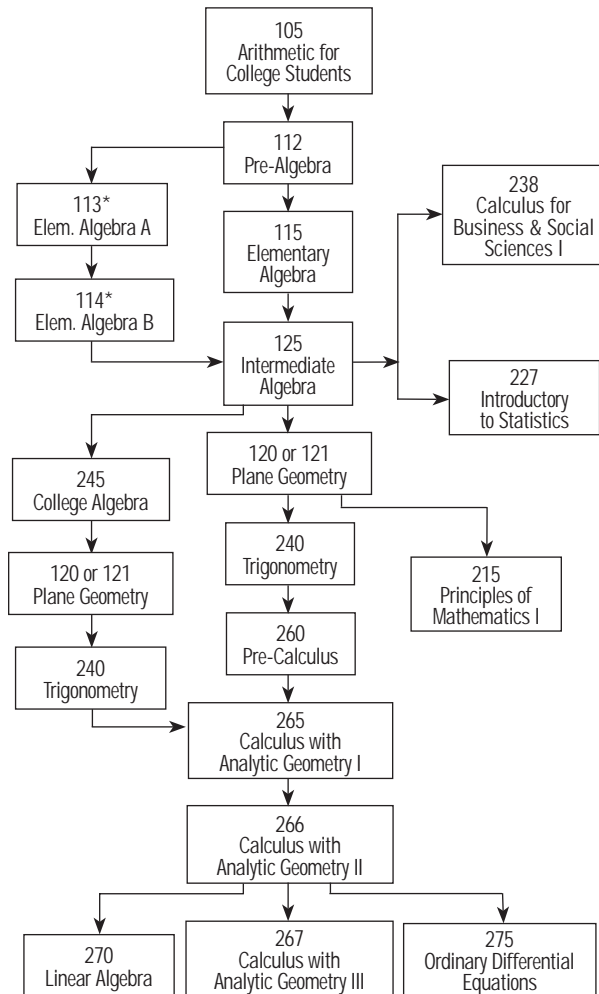 105
Arithmetic for
College Students
112
Pre-Algebra
113*
Elem. Algebra A
115
Elementary
Algebra
238
Calculus for
Business & Social
Sciences I
114*
Elem. Algebra B
125
Intermediate
Algebra
227
Introductory
to Statistics
245
College Algebra
120 or 121
Plane Geometry
120 or 121
Plane Geometry
240
Trigonometry
215
Principles of
Mathematics I
240
Trigonometry
260
Pre-Calculus
265
Calculus with
Analytic Geometry I
266
Calculus with
Analytic Geometry II
270
Linear Algebra
267
Calculus with
Analytic Geometry III
275
Ordinary Differential
Equations